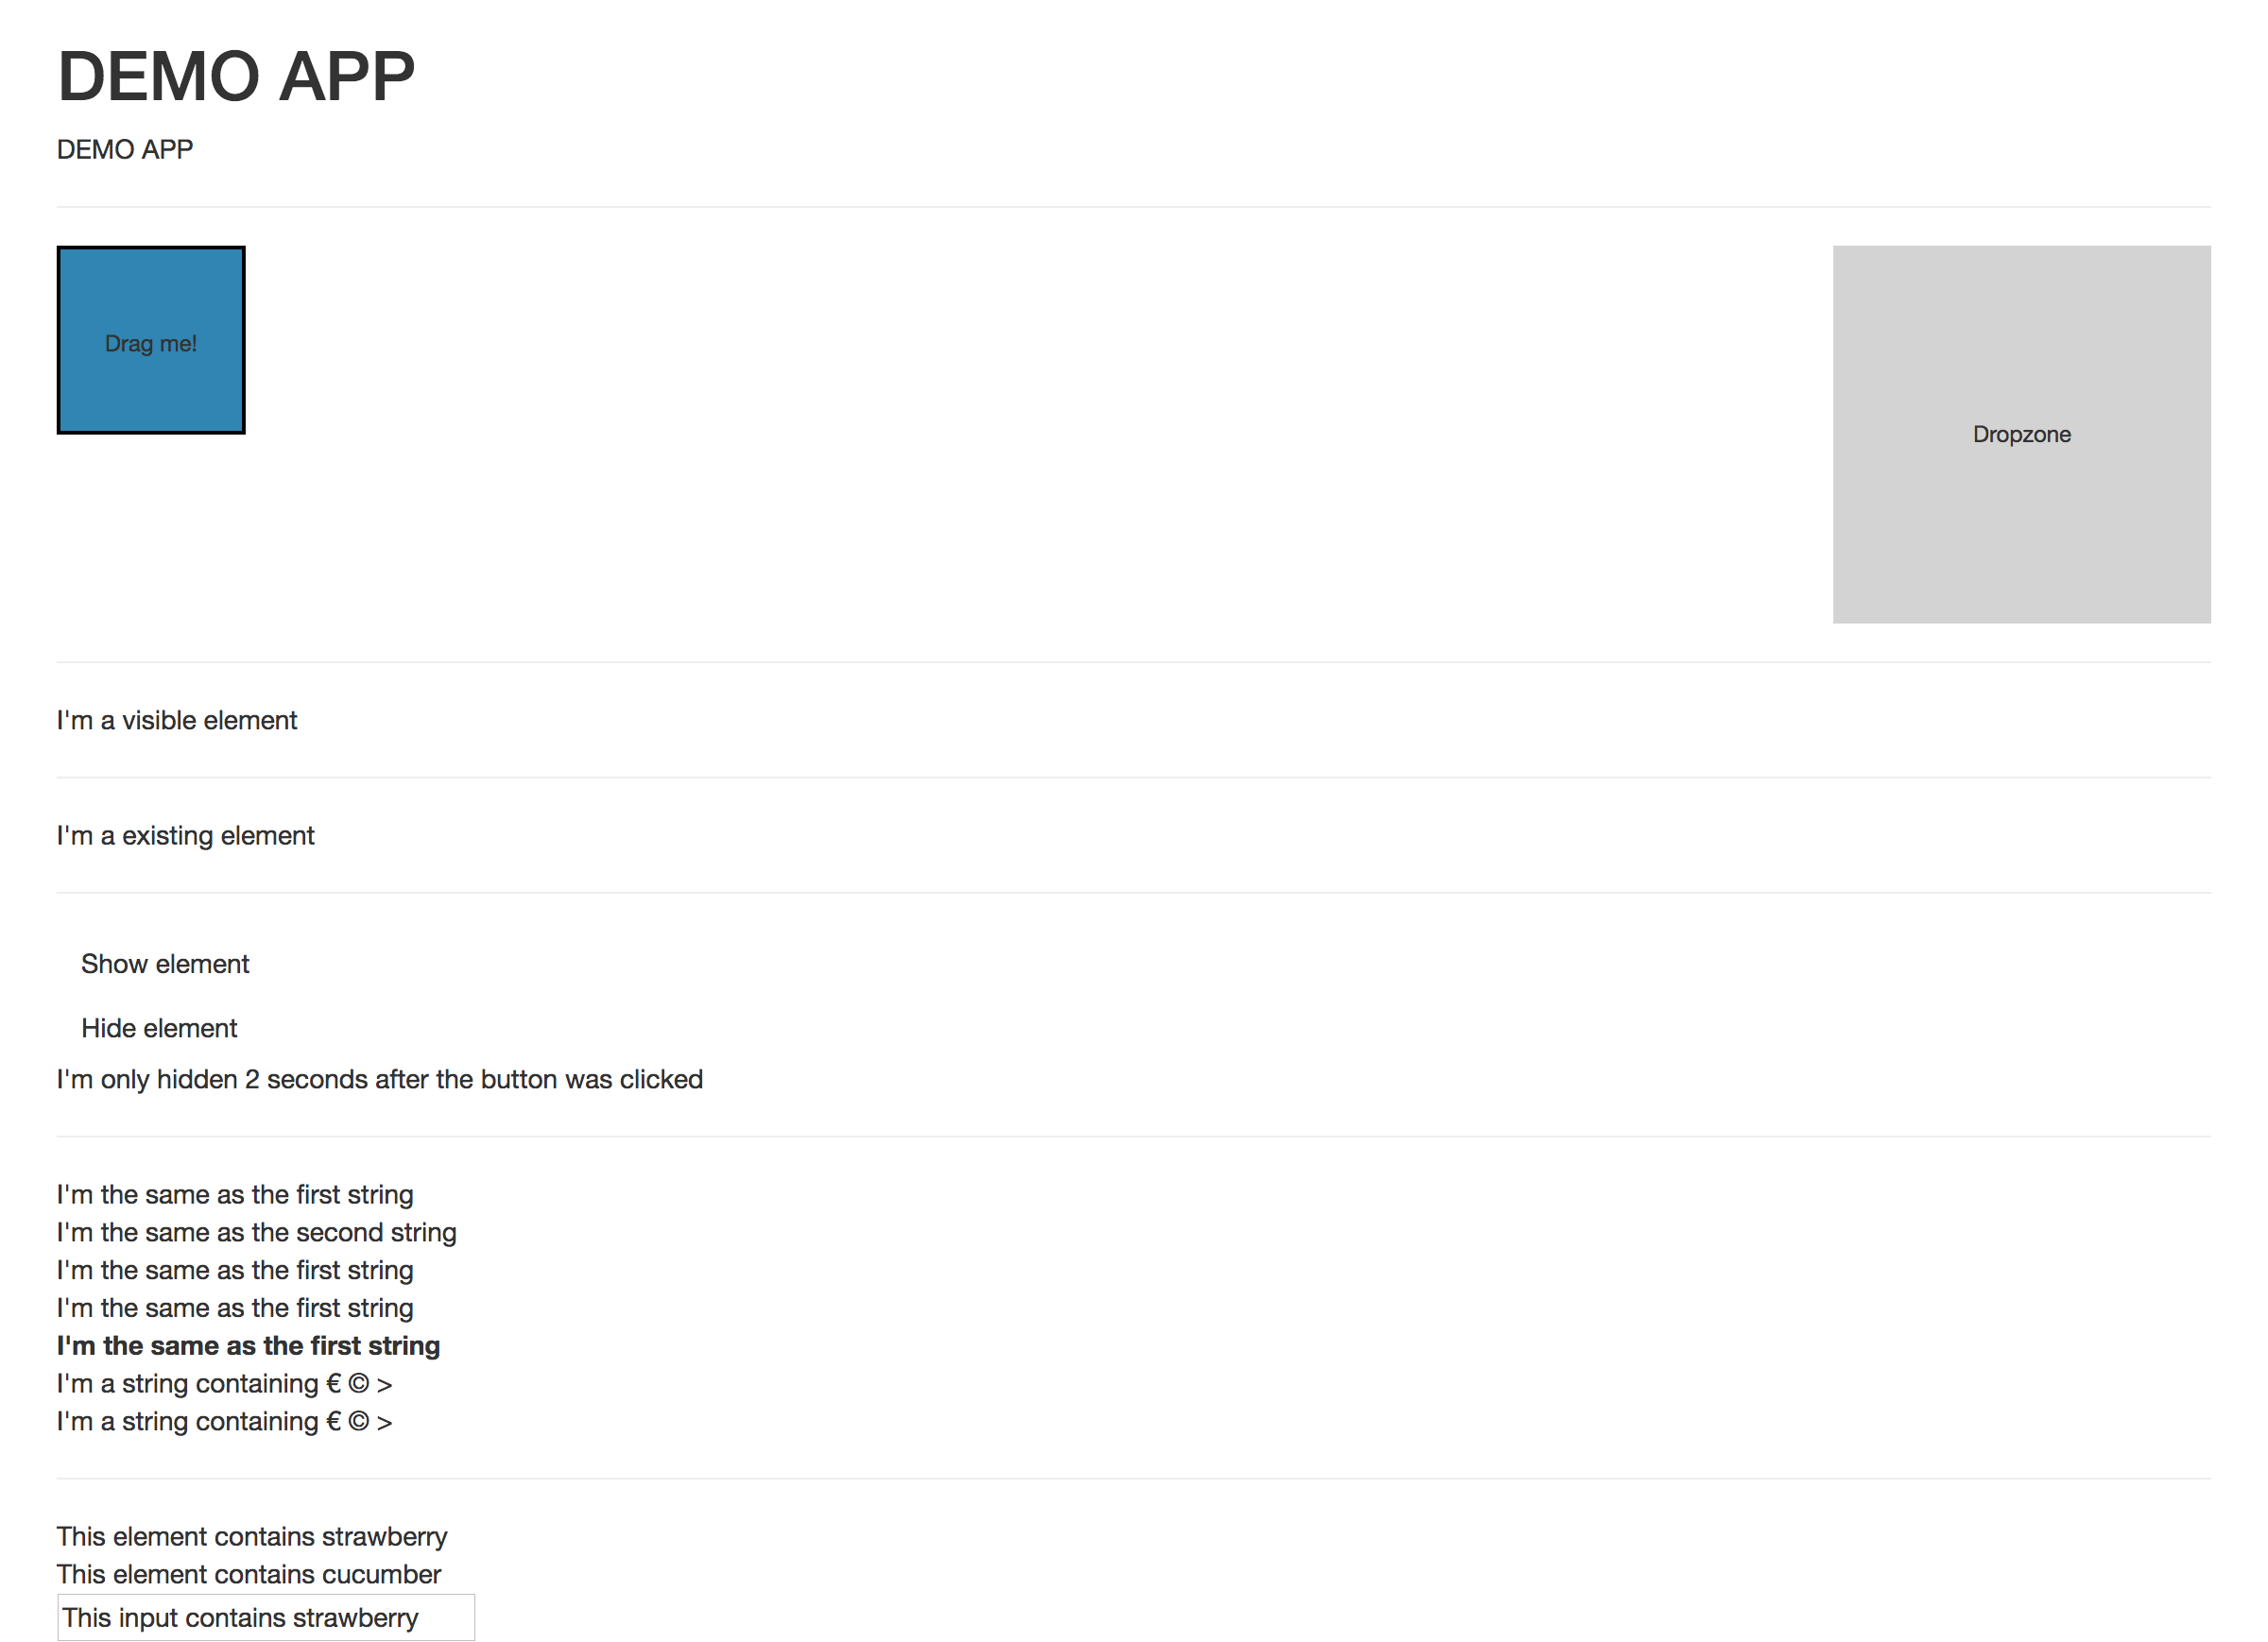 DEMO APP
DEMO APP
Drag me!
Dropzone
I'm a visible element
I'm a existing element
Show element
Hide element
I'm only hidden 2 seconds after the button was clicked
I'm the same as the first string
I'm the same as the second string
I'm the same as the first string
I'm the same as the first string
I'm the same as the first string
I'm a string containing € © >
I'm a string containing € © >
This element contains strawberry
This element contains cucumber
This input contains strawberry